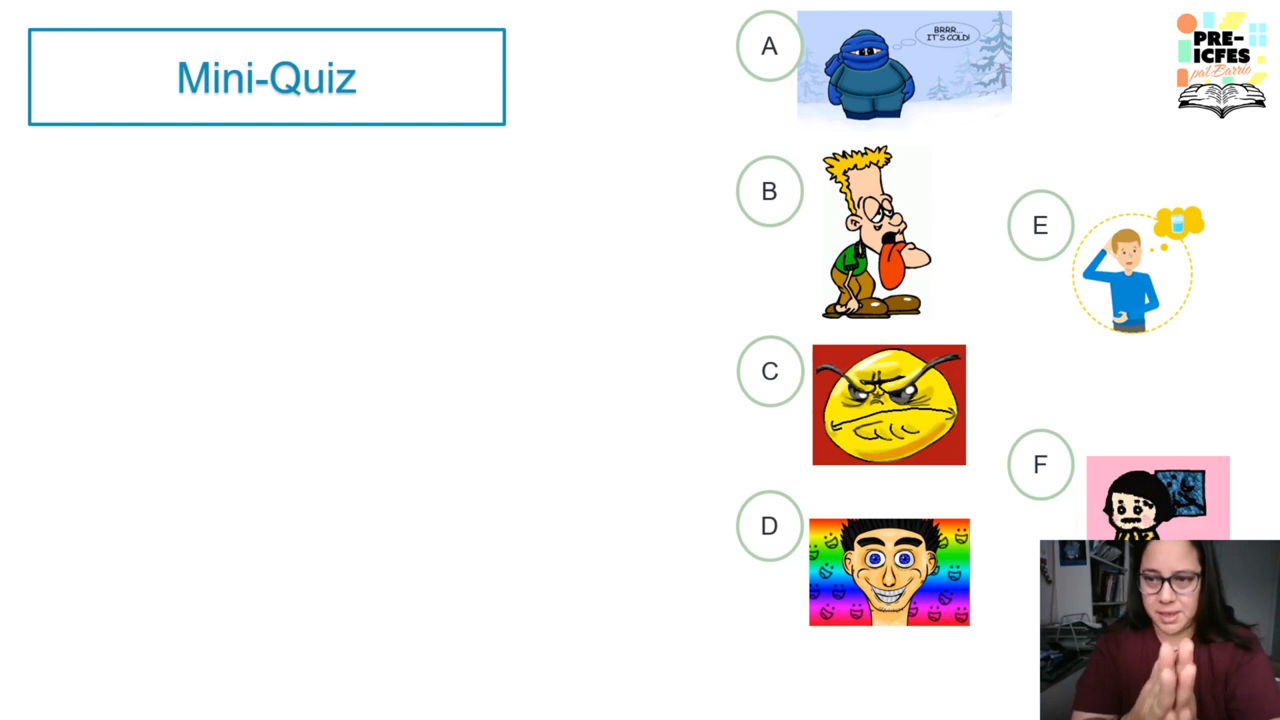 Mini-Quiz
A
BRRR...
IT'S COLD!
PRE-
ICFES
pal' Barrio
B
E
C
F
D